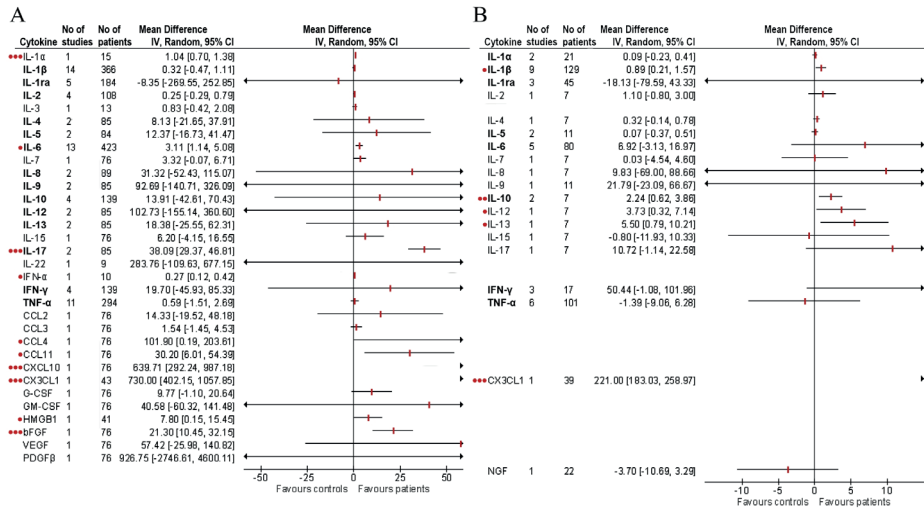 A
Cytokine No of studies No of patients Mean Difference IV, Random, 95% CI Mean Difference IV, Random, 95% CI
●●●IL-1α 1 15 1.04 [0.70, 1.38]
IL-1β 14 366 0.32 [-0.47, 1.11]
IL-1ra 5 184 -8.35 [-269.55, 252.85]
IL-2 4 108 0.25 [-0.29, 0.79]
IL-3 1 13 0.83 [-0.42, 2.08]
IL-4 2 85 8.13 [-21.65, 37.91]
IL-5 2 84 12.37 [-16.73, 41.47]
●IL-6 13 423 3.11 [1.14, 5.08]
IL-7 1 76 3.32 [-0.07, 6.71]
IL-8 2 89 31.32 [-52.43, 115.07]
IL-9 2 85 92.69 [-140.71, 326.09]
IL-10 4 139 13.91 [-42.61, 70.43]
IL-12 2 85 102.73 [-155.14, 360.60]
IL-13 2 85 18.38 [-25.55, 62.31]
IL-15 1 76 6.20 [-4.15, 16.55]
●●●IL-17 2 85 38.09 [29.37, 46.81]
IL-22 1 9 283.76 [-109.63, 677.15]
●IFN-α 1 10 0.27 [0.12, 0.42]
IFN-γ 4 139 19.70 [-45.93, 85.33]
TNF-α 11 294 0.59 [-1.51, 2.69]
CCL2 1 76 14.33 [-19.52, 48.18]
CCL3 1 76 1.54 [-1.45, 4.53]
●CCL4 1 76 101.90 [0.19, 203.61]
●CCL11 1 76 30.20 [6.01, 54.39]
●●●CXCL10 1 76 639.71 [292.24, 987.18]
●●●CX3CL1 1 43 730.00 [402.15, 1057.85]
G-CSF 1 76 9.77 [-1.10, 20.64]
GM-CSF 1 76 40.58 [-60.32, 141.48]
●HMGB1 1 41 7.80 [0.15, 15.45]
●●●bFGF 1 76 21.30 [10.45, 32.15]
VEGF 1 76 57.42 [-25.98, 140.82]
PDGFβ 1 76 926.75 [-2746.61, 4600.11]
-50 -25 0 25 50
Favours controls Favours patients
B
Cytokine No of studies No of patients Mean Difference IV, Random, 95% CI Mean Difference IV, Random, 95% CI
IL-1α 2 21 0.09 [-0.23, 0.41]
●IL-1β 9 129 0.89 [0.21, 1.57]
IL-1ra 3 45 -18.13 [-79.59, 43.33]
IL-2 1 7 1.10 [-0.80, 3.00]
IL-4 1 7 0.32 [-0.14, 0.78]
IL-5 2 11 0.07 [-0.37, 0.51]
IL-6 5 80 6.92 [-3.13, 16.97]
IL-7 1 7 0.03 [-4.54, 4.60]
IL-8 1 7 9.83 [-69.00, 88.66]
IL-9 1 11 21.79 [-23.09, 66.67]
●●IL-10 2 7 2.24 [0.62, 3.86]
●IL-12 1 7 3.73 [0.32, 7.14]
●IL-13 1 7 5.50 [0.79, 10.21]
IL-15 1 7 -0.80 [-11.93, 10.33]
IL-17 1 7 10.72 [-1.14, 22.58]
IFN-γ 3 17 50.44 [-1.08, 101.96]
TNF-α 6 101 -1.39 [-9.06, 6.28]
●●●CX3CL1 1 39 221.00 [183.03, 258.97]
NGF 1 22 -3.70 [-10.69, 3.29]
-10 -5 0 5 10
Favours controls Favours patients